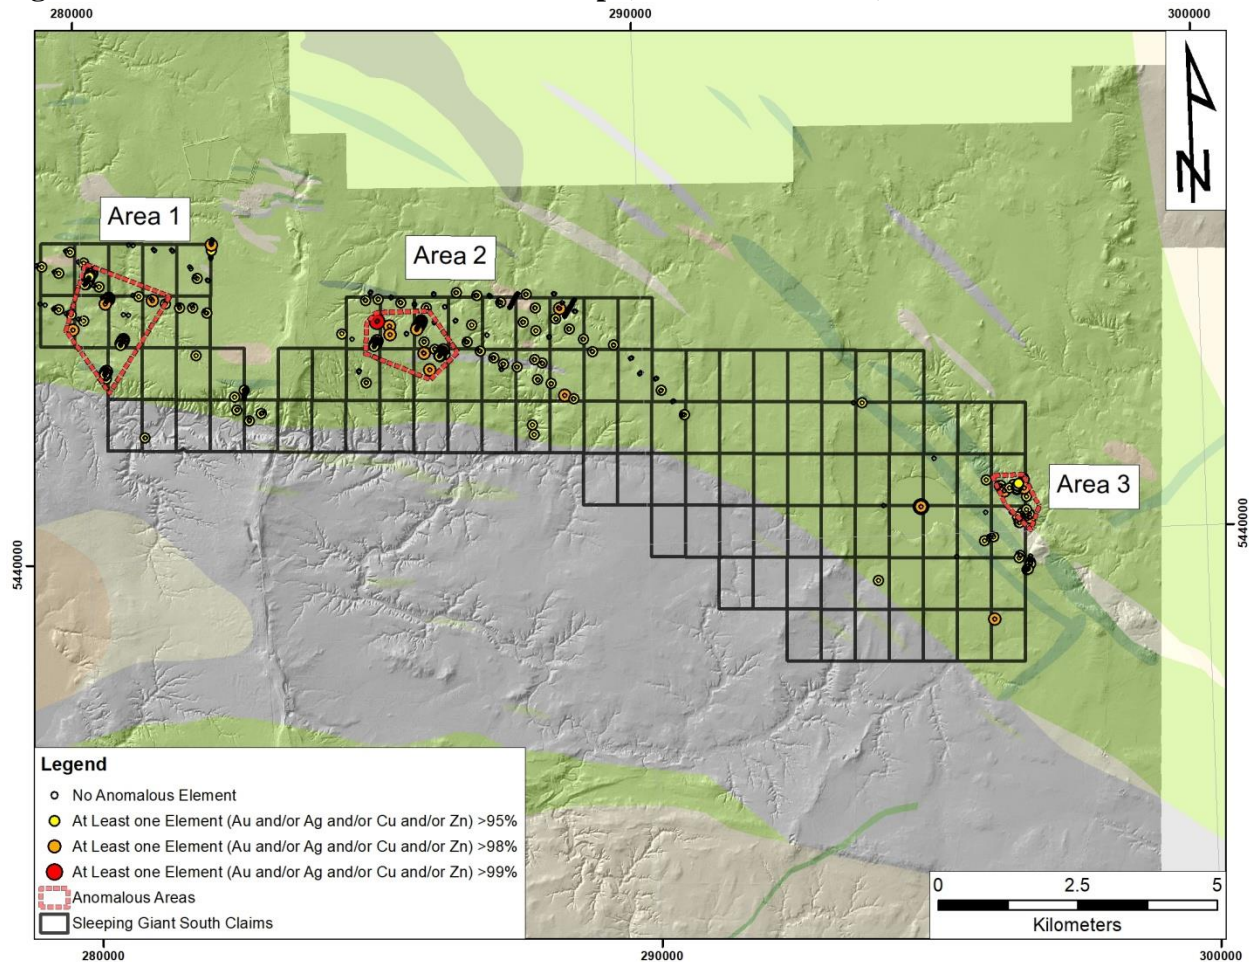 280000
290000
300000
N
Area 1
Area 2
Area 3
5440000
5440000
Legend
No Anomalous Element
At Least one Element (Au and/or Ag and/or Cu and/or Zn) >95%
At Least one Element (Au and/or Ag and/or Cu and/or Zn) >98%
At Least one Element (Au and/or Ag and/or Cu and/or Zn) >99%
Anomalous Areas
Sleeping Giant South Claims
0 2.5 5
Kilometers
280000
290000
300000